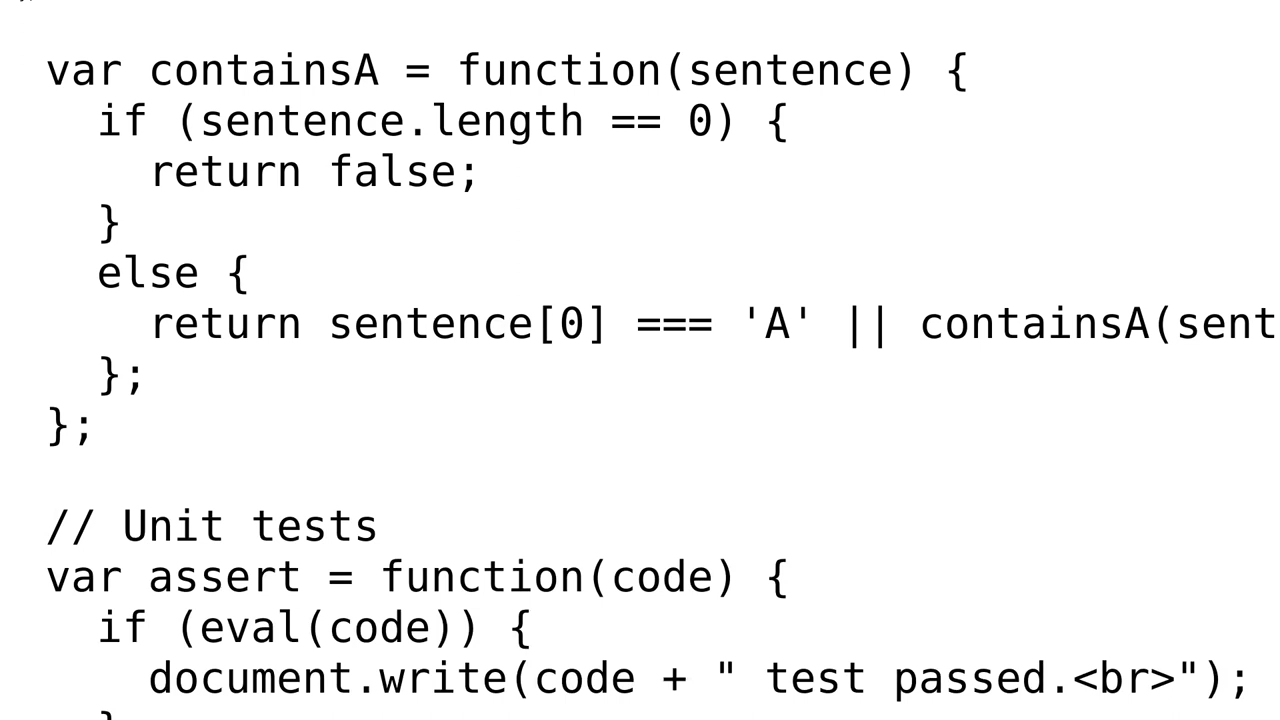 var containsA = function(sentence) {
  if (sentence.length == 0) {
    return false;
  }
  else {
    return sentence[0] === 'A' || containsA(sent
  };
};

// Unit tests
var assert = function(code) {
  if (eval(code)) {
    document.write(code + " test passed.<br>");
  }